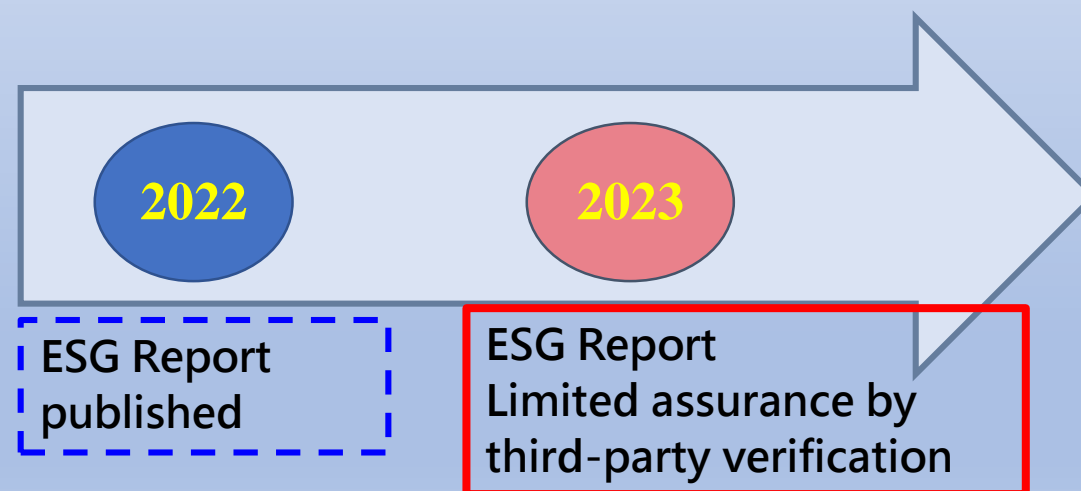 2022
2023
ESG Report
published
ESG Report
Limited assurance by
third-party verification